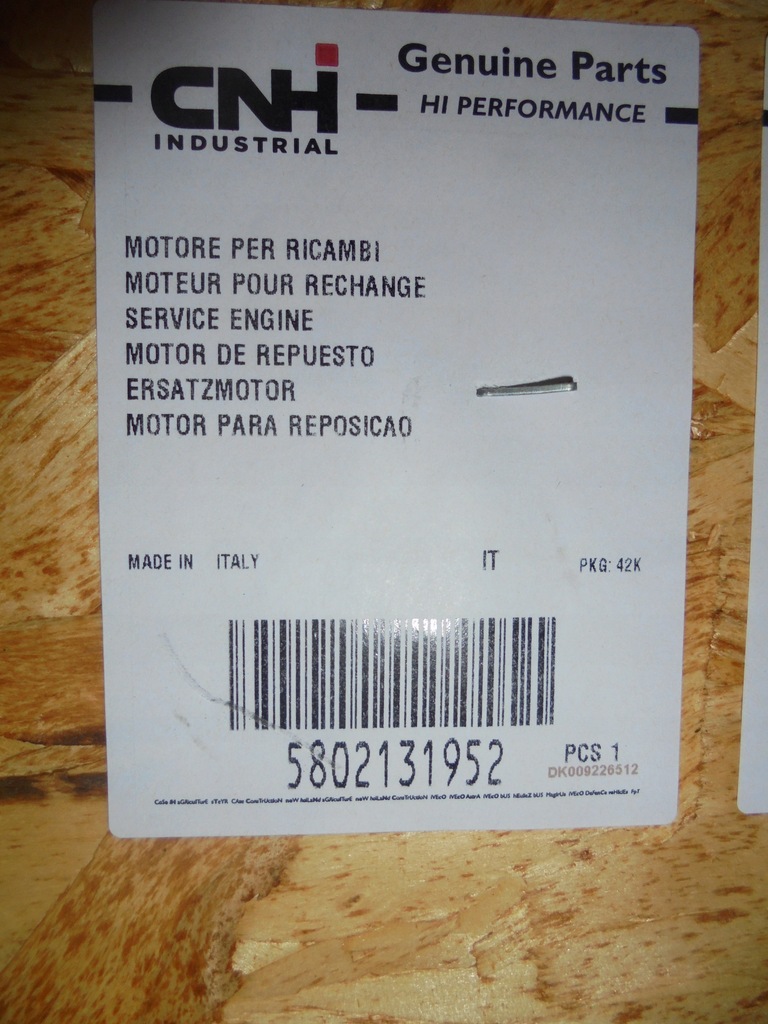 CNH
INDUSTRIAL
Genuine Parts
HI PERFORMANCE
MOTORE PER RICAMBI
MOTEUR POUR RECHANGE
SERVICE ENGINE
MOTOR DE REPUESTO
ERSATZMOTOR
MOTOR PARA REPOSICAO
MADE IN ITALY IT PKG: 42K
5802131952
PCS 1
DK009226512